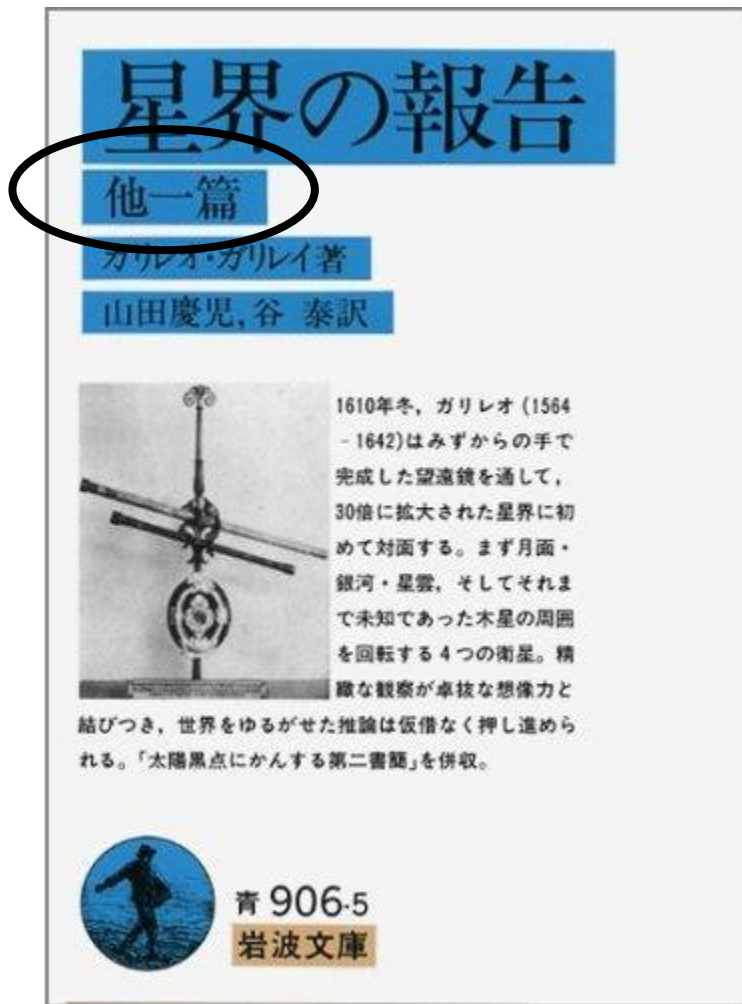 星界の報告
他一篇
ガリレオ・ガリレイ著
山田慶児,谷 泰訳
1610年冬，ガリレオ(1564
-1642)はみずからの手で
完成した望遠鏡を通して，
30倍に拡大された星界に初
めて対面する。まず月面・
銀河・星雲，そしてそれま
で未知であった木星の周囲
を回転する4つの衛星。精
緻な観察が卓抜な想像力と
結びつき，世界をゆるがせた推論は仮借なく押し進めら
れる。「太陽黒点にかんする第二書簡」を併収。
青 906-5
岩波文庫